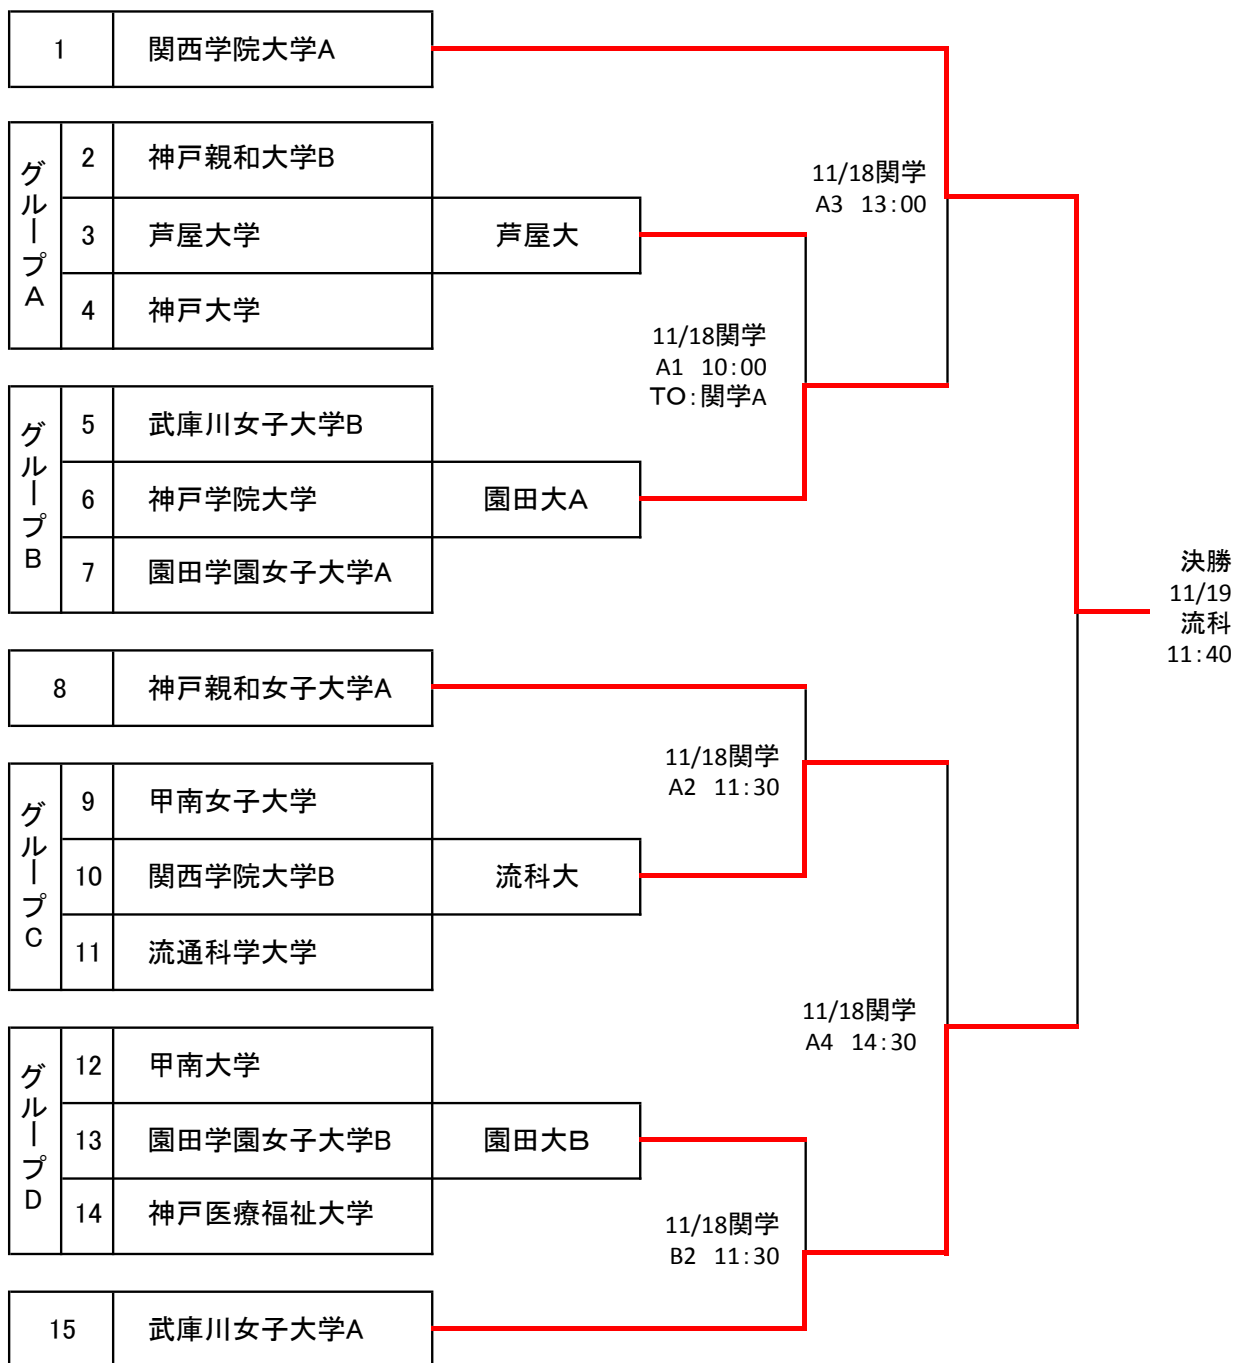 1 関西学院大学A
グループA
2 神戸親和大学B
3 芦屋大学 芦屋大
4 神戸大学
11/18関学
A3 13:00
11/18関学
A1 10:00
TO:関学A
グループB
5 武庫川女子大学B
6 神戸学院大学 園田大A
7 園田学園女子大学A
決勝
11/19
流科
11:40
8 神戸親和女子大学A
11/18関学
A2 11:30
グループC
9 甲南女子大学
10 関西学院大学B 流科大
11 流通科学大学
11/18関学
A4 14:30
グループD
12 甲南大学
13 園田学園女子大学B 園田大B
14 神戸医療福祉大学
11/18関学
B2 11:30
15 武庫川女子大学A